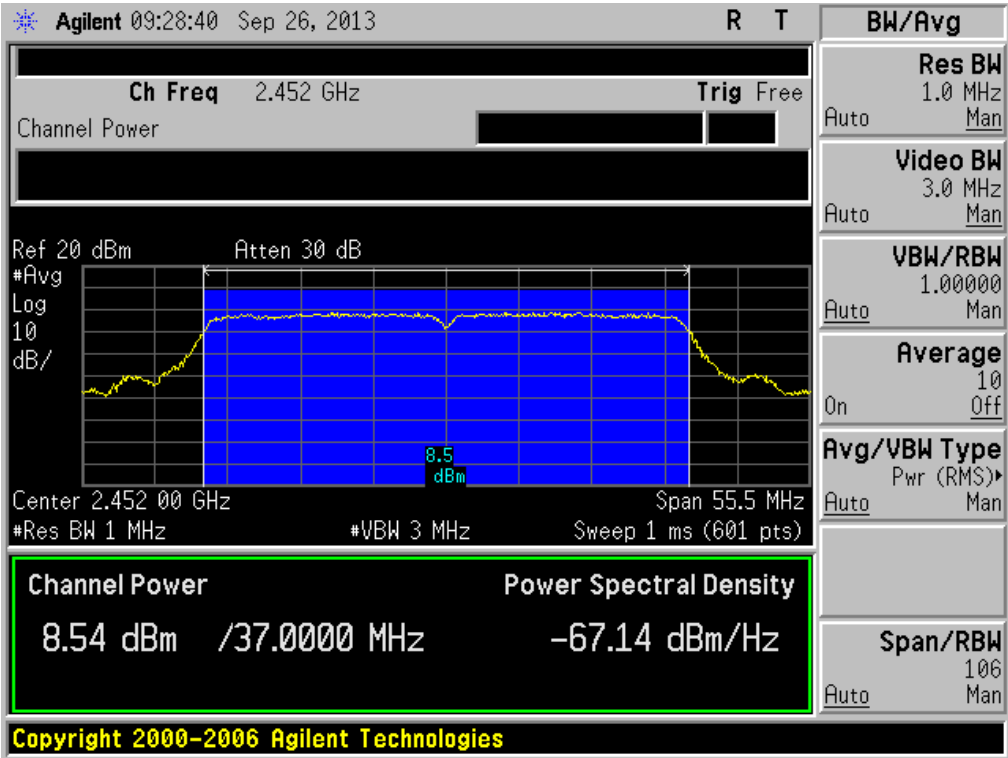 Agilent 09:28:40 Sep 26, 2013 R T
Ch Freq 2.452 GHz Trig Free
Channel Power
Ref 20 dBm Atten 30 dB
#Avg
Log
10
dB/
8.5
dBm
Center 2.452 00 GHz Span 55.5 MHz
#Res BW 1 MHz #VBW 3 MHz Sweep 1 ms (601 pts)
Channel Power Power Spectral Density
8.54 dBm /37.0000 MHz -67.14 dBm/Hz
Copyright 2000-2006 Agilent Technologies
BW/Avg
Res BW
1.0 MHz
Auto Man
Video BW
3.0 MHz
Auto Man
VBW/RBW
1.00000
Auto Man
Average
10
On Off
Avg/VBW Type
Pwr (RMS)▸
Auto Man
Span/RBW
106
Auto Man